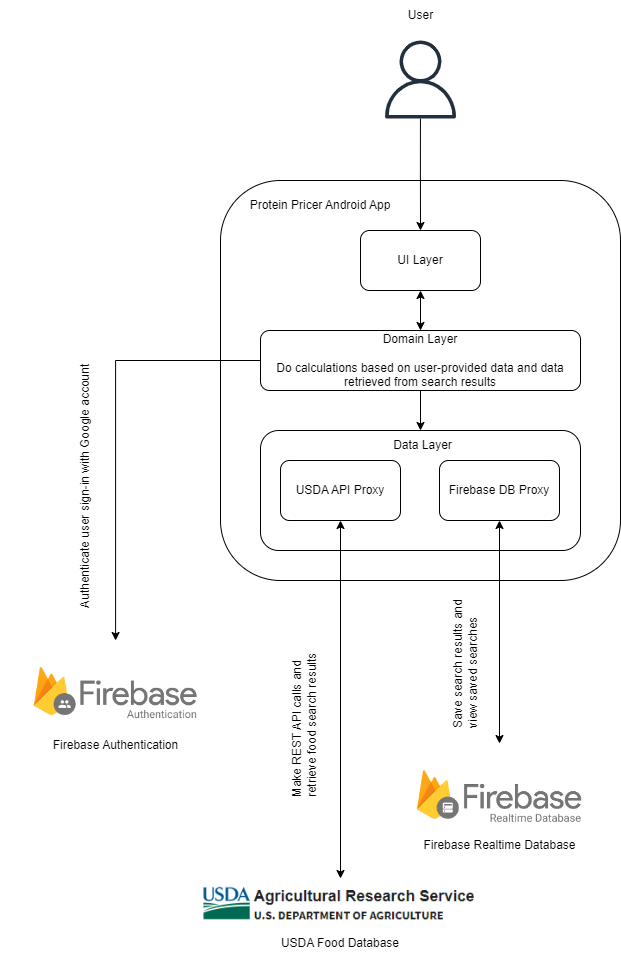 User
Protein Pricer Android App
UI Layer
Domain Layer
Do calculations based on user-provided data and data
retrieved from search results
Data Layer
USDA API Proxy
Firebase DB Proxy
Authenticate user sign-in with Google account
Make REST API calls and
retrieve food search results
Save search results and
view saved searches
Firebase
Authentication
Firebase Authentication
Firebase
Realtime Database
Firebase Realtime Database
USDA Agricultural Research Service
U.S. DEPARTMENT OF AGRICULTURE
USDA Food Database